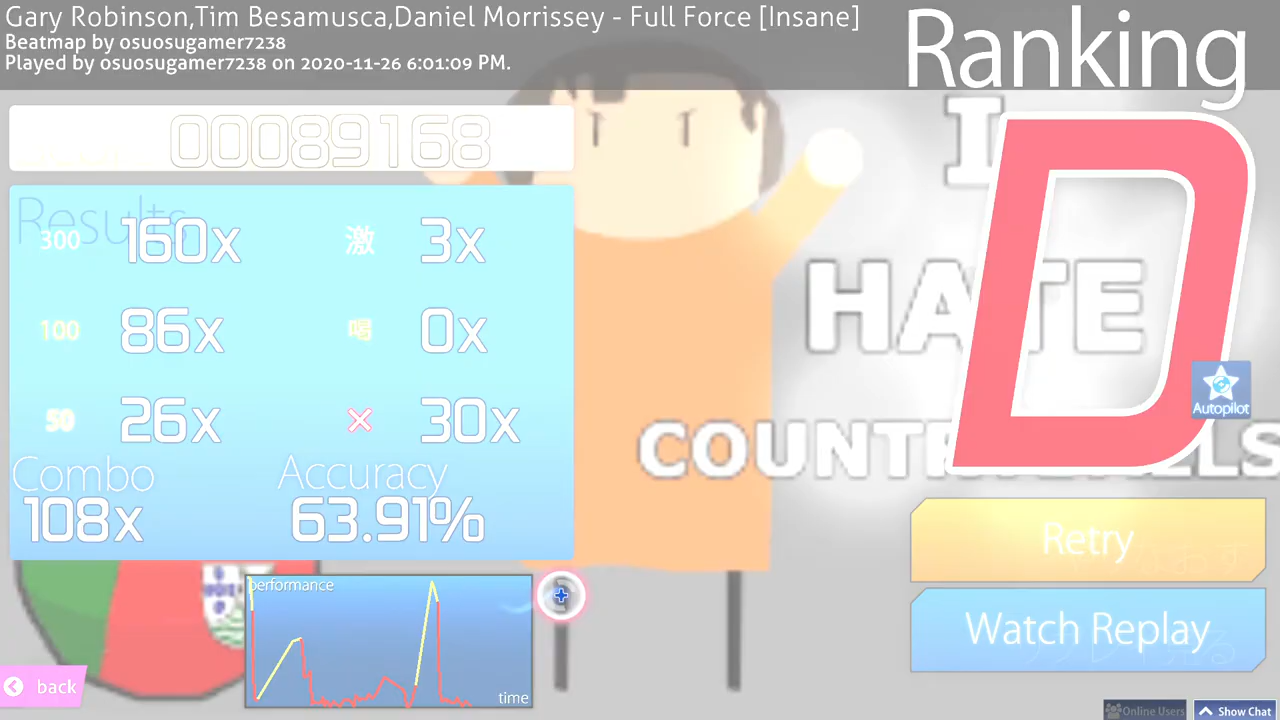 Gary Robinson,Tim Besamusca,Daniel Morrissey - Full Force [Insane]
Beatmap by osuosugamer7238
Played by osuosugamer7238 on 2020-11-26 6:01:09 PM.
Ranking
00089168
Results
300 160x 激 3x
100 86x 喝 0x
50 26x 30x
Combo Accuracy
108x 63.91%
I
HATE
D
Autopilot
Retry
Watch Replay
performance
time
back
Online Users
Show Chat